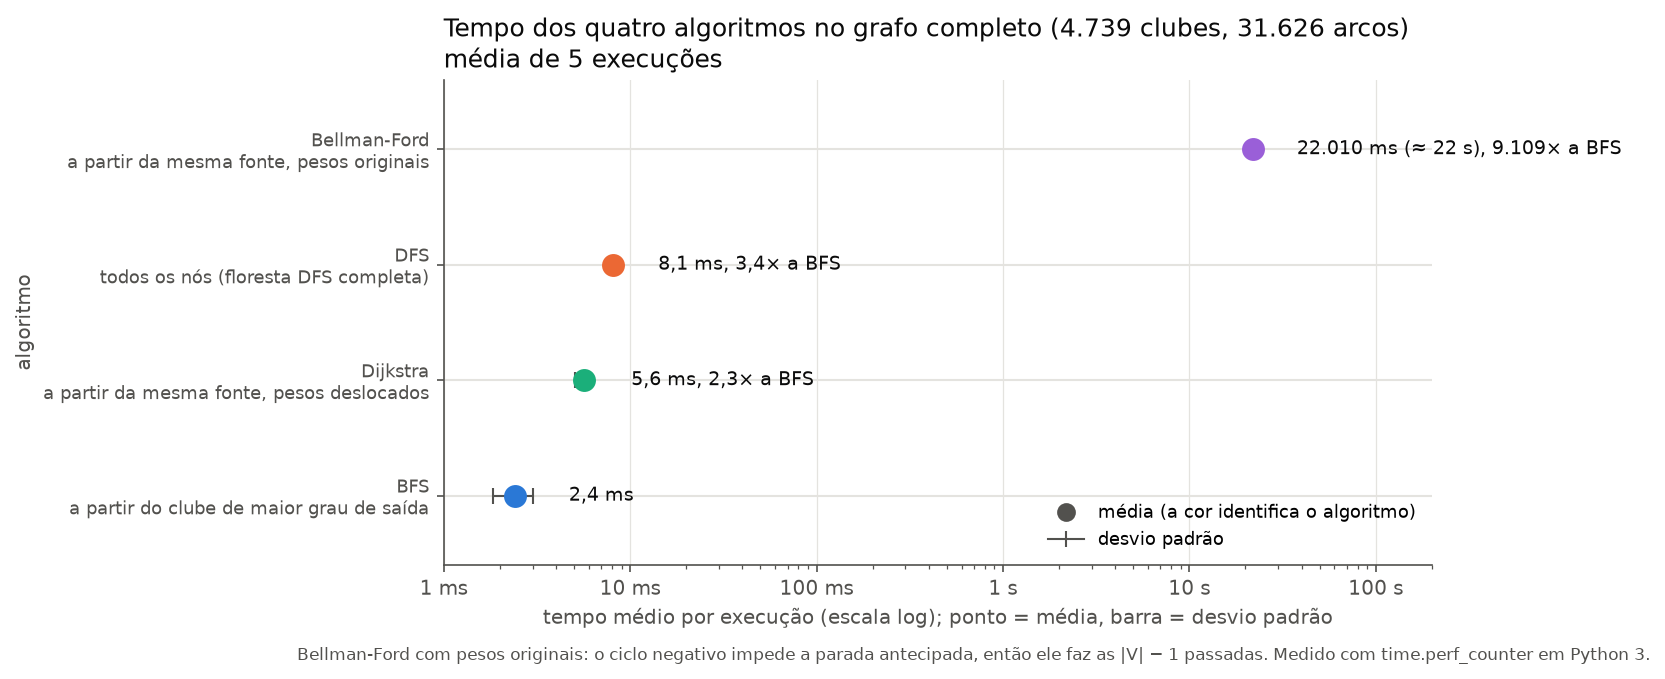 Tempo dos quatro algoritmos no grafo completo (4.739 clubes, 31.626 arcos)
média de 5 execuções
Bellman-Ford
a partir da mesma fonte, pesos originais
22.010 ms (≈ 22 s), 9.109× a BFS
DFS
todos os nós (floresta DFS completa)
8,1 ms, 3,4× a BFS
algoritmo
Dijkstra
a partir da mesma fonte, pesos deslocados
5,6 ms, 2,3× a BFS
BFS
a partir do clube de maior grau de saída
2,4 ms
média (a cor identifica o algoritmo)
desvio padrão
1 ms 10 ms 100 ms 1 s 10 s 100 s
tempo médio por execução (escala log); ponto = média, barra = desvio padrão
Bellman-Ford com pesos originais: o ciclo negativo impede a parada antecipada, então ele faz as |V| − 1 passadas. Medido com time.perf_counter em Python 3.